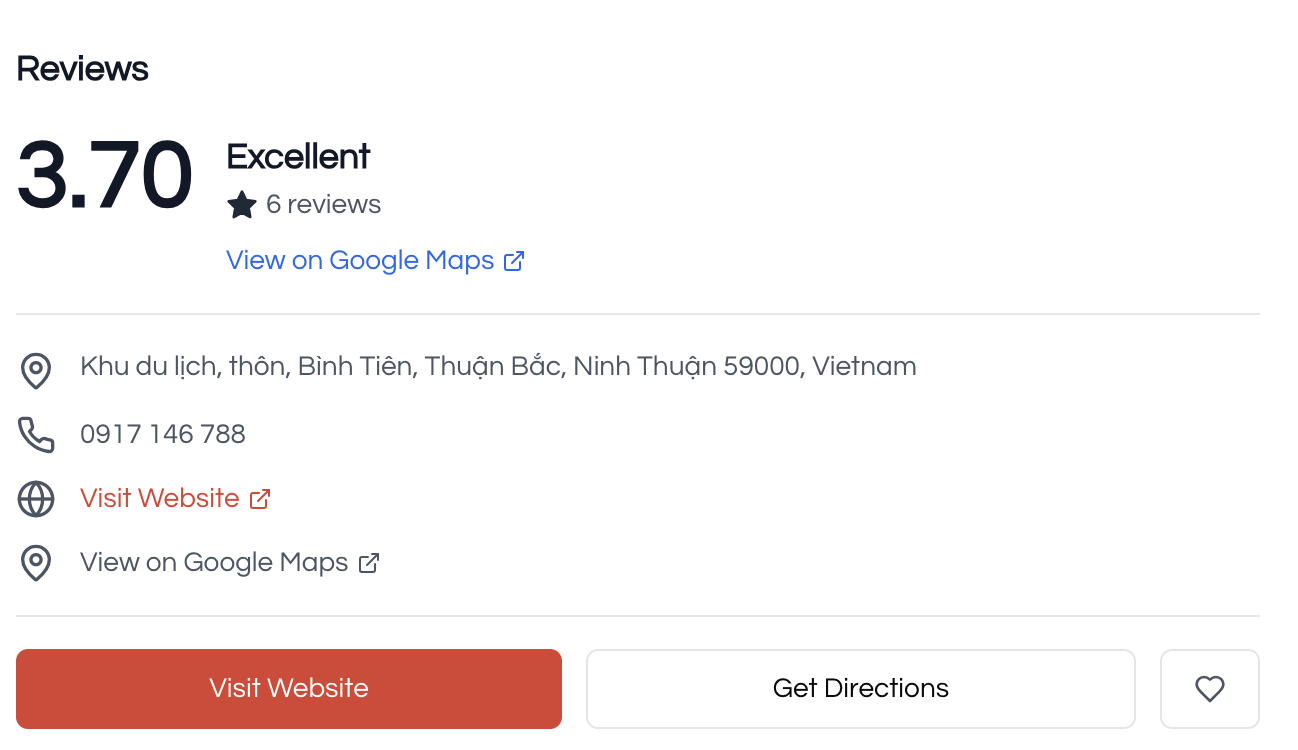 Reviews
3.70
Excellent
6 reviews
View on Google Maps
Khu du lịch, thôn, Bình Tiên, Thuận Bắc, Ninh Thuận 59000, Vietnam
0917 146 788
Visit Website
View on Google Maps
Visit Website
Get Directions